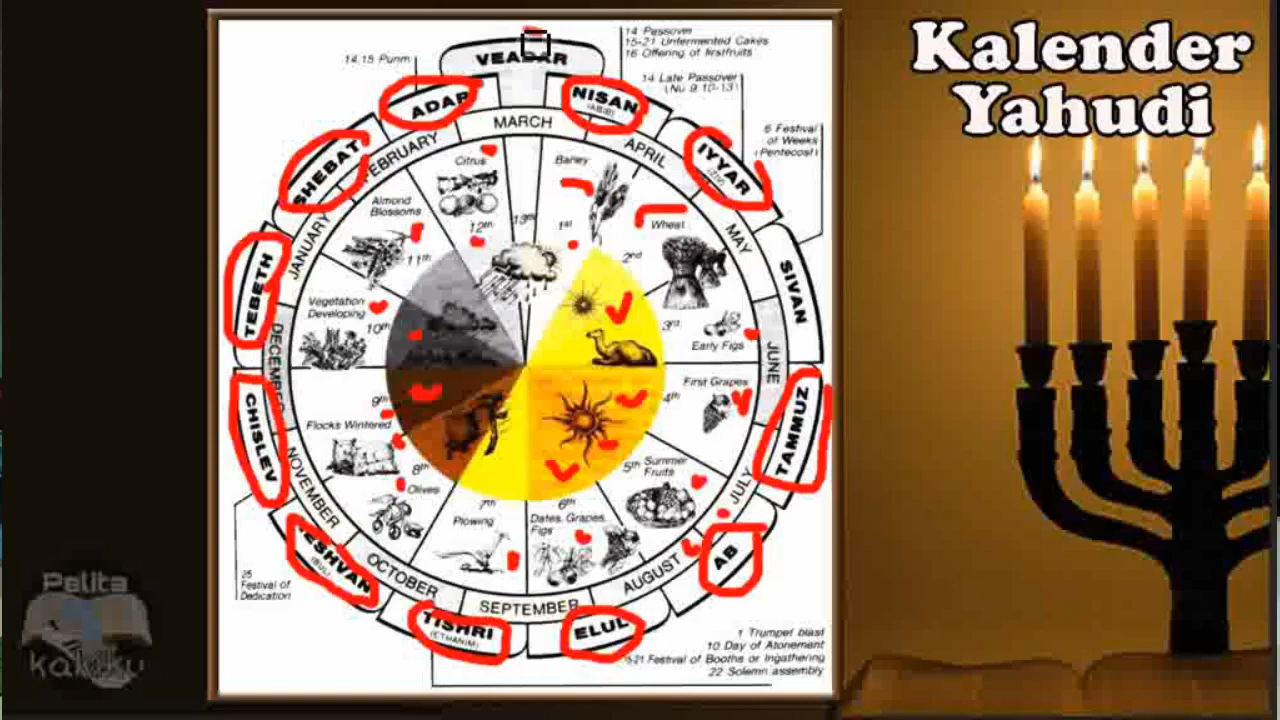 Kalender
Yahudi
14 Passover
15-21 Unfermented Cakes
16 Offering of firstfruits
14,15 Purim
VEADAR
14 Late Passover
(Nu 9:10-13)
ADAR
NISAN
(ABIB)
MARCH
6 Festival
of Weeks
(Pentecost)
SHEBAT
FEBRUARY
APRIL
IYYAR
(ZIV)
Citrus
Barley
Almond
Blossoms
12th
13th
1st
Wheat
JANUARY
MAY
11th
2nd
TEBETH
SIVAN
Vegetation
Developing
10th
3rd
Early Figs
DECEMBER
JUNE
First Grapes
4th
CHISLEV
9th
TAMMUZ
Flocks Wintered
8th
5th Summer
Fruits
NOVEMBER
Olives
7th
6th
JULY
Plowing
Dates, Grapes,
Figs
HESHVAN
(BUL)
OCTOBER
AUGUST
AB
SEPTEMBER
TISHRI
(ETHANIM)
ELUL
25
Festival of
Dedication
1 Trumpet blast
10 Day of Atonement
15-21 Festival of Booths or Ingathering
22 Solemn assembly
Pelita
kakiku